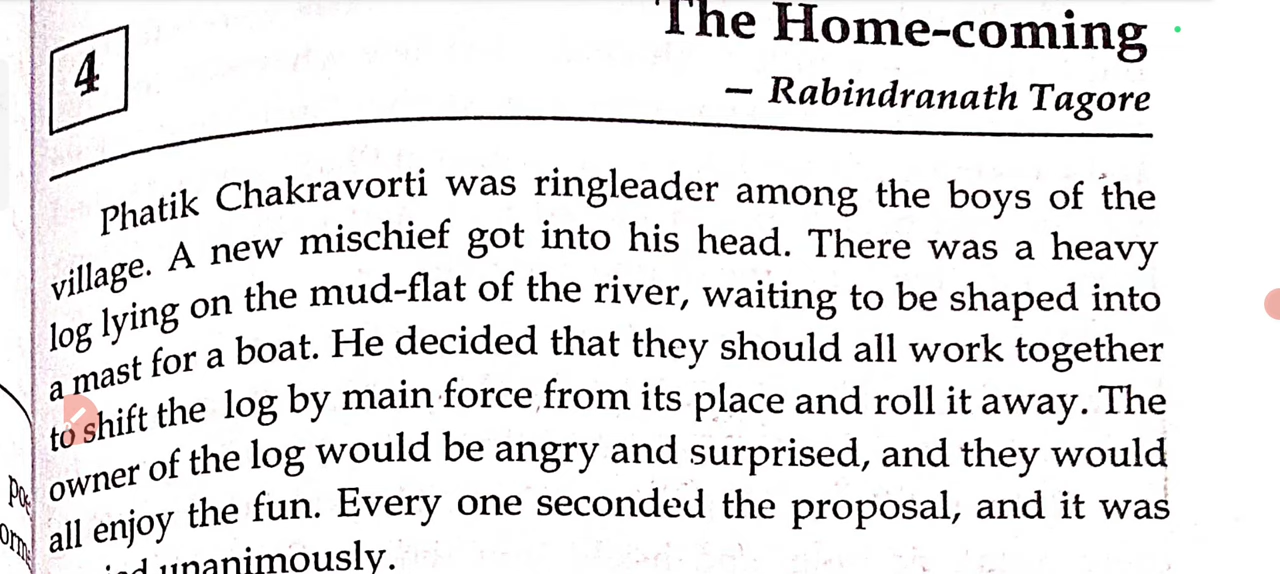 4
The Home-coming
— Rabindranath Tagore
Phatik Chakravorti was ringleader among the boys of the
village. A new mischief got into his head. There was a heavy
log lying on the mud-flat of the river, waiting to be shaped into
a mast for a boat. He decided that they should all work together
to shift the log by main force from its place and roll it away. The
owner of the log would be angry and surprised, and they would
all enjoy the fun. Every one seconded the proposal, and it was
unanimously.